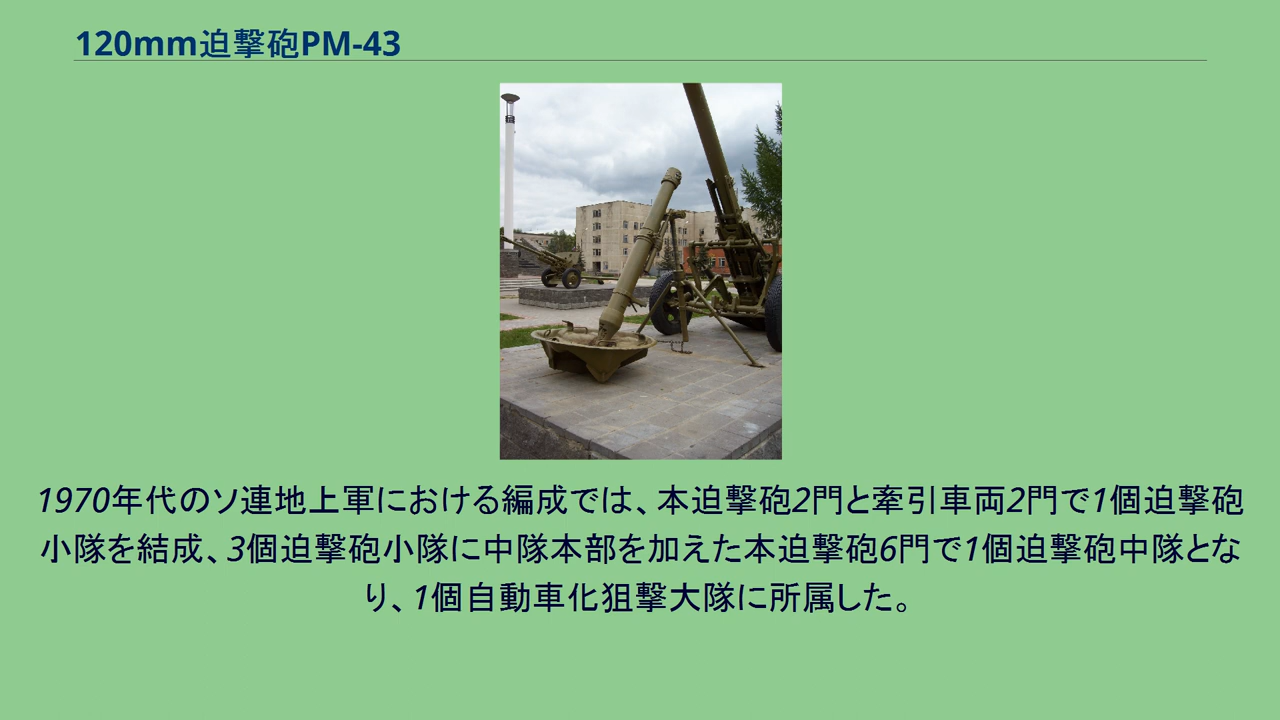 120mm迫撃砲PM-43
1970年代のソ連地上軍における編成では、本迫撃砲2門と牽引車両2門で1個迫撃砲
小隊を結成、3個迫撃砲小隊に中隊本部を加えた本迫撃砲6門で1個迫撃砲中隊とな
り、1個自動車化狙撃大隊に所属した。